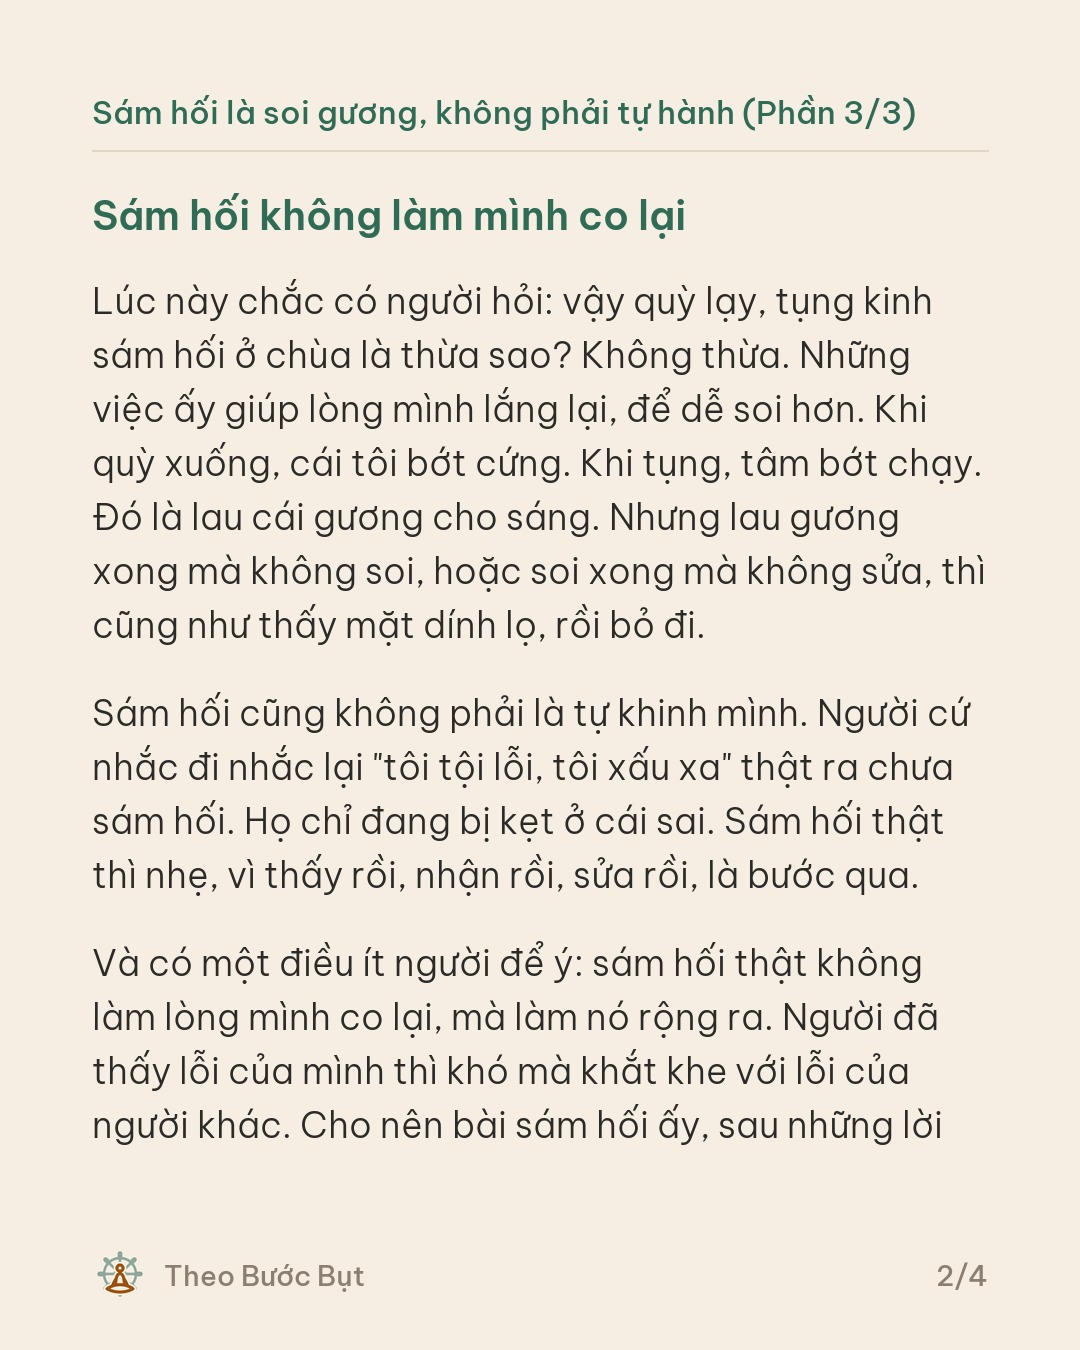 Sám hối là soi gương, không phải tự hành (Phần 3/3)
Sám hối không làm mình co lại
Lúc này chắc có người hỏi: vậy quỳ lạy, tụng kinh
sám hối ở chùa là thừa sao? Không thừa. Những
việc ấy giúp lòng mình lắng lại, để dễ soi hơn. Khi
quỳ xuống, cái tôi bớt cứng. Khi tụng, tâm bớt chạy.
Đó là lau cái gương cho sáng. Nhưng lau gương
xong mà không soi, hoặc soi xong mà không sửa, thì
cũng như thấy mặt dính lọ, rồi bỏ đi.
Sám hối cũng không phải là tự khinh mình. Người cứ
nhắc đi nhắc lại "tôi tội lỗi, tôi xấu xa" thật ra chưa
sám hối. Họ chỉ đang bị kẹt ở cái sai. Sám hối thật
thì nhẹ, vì thấy rồi, nhận rồi, sửa rồi, là bước qua.
Và có một điều ít người để ý: sám hối thật không
làm lòng mình co lại, mà làm nó rộng ra. Người đã
thấy lỗi của mình thì khó mà khắt khe với lỗi của
người khác. Cho nên bài sám hối ấy, sau những lời
Theo Bước Bụt
2/4